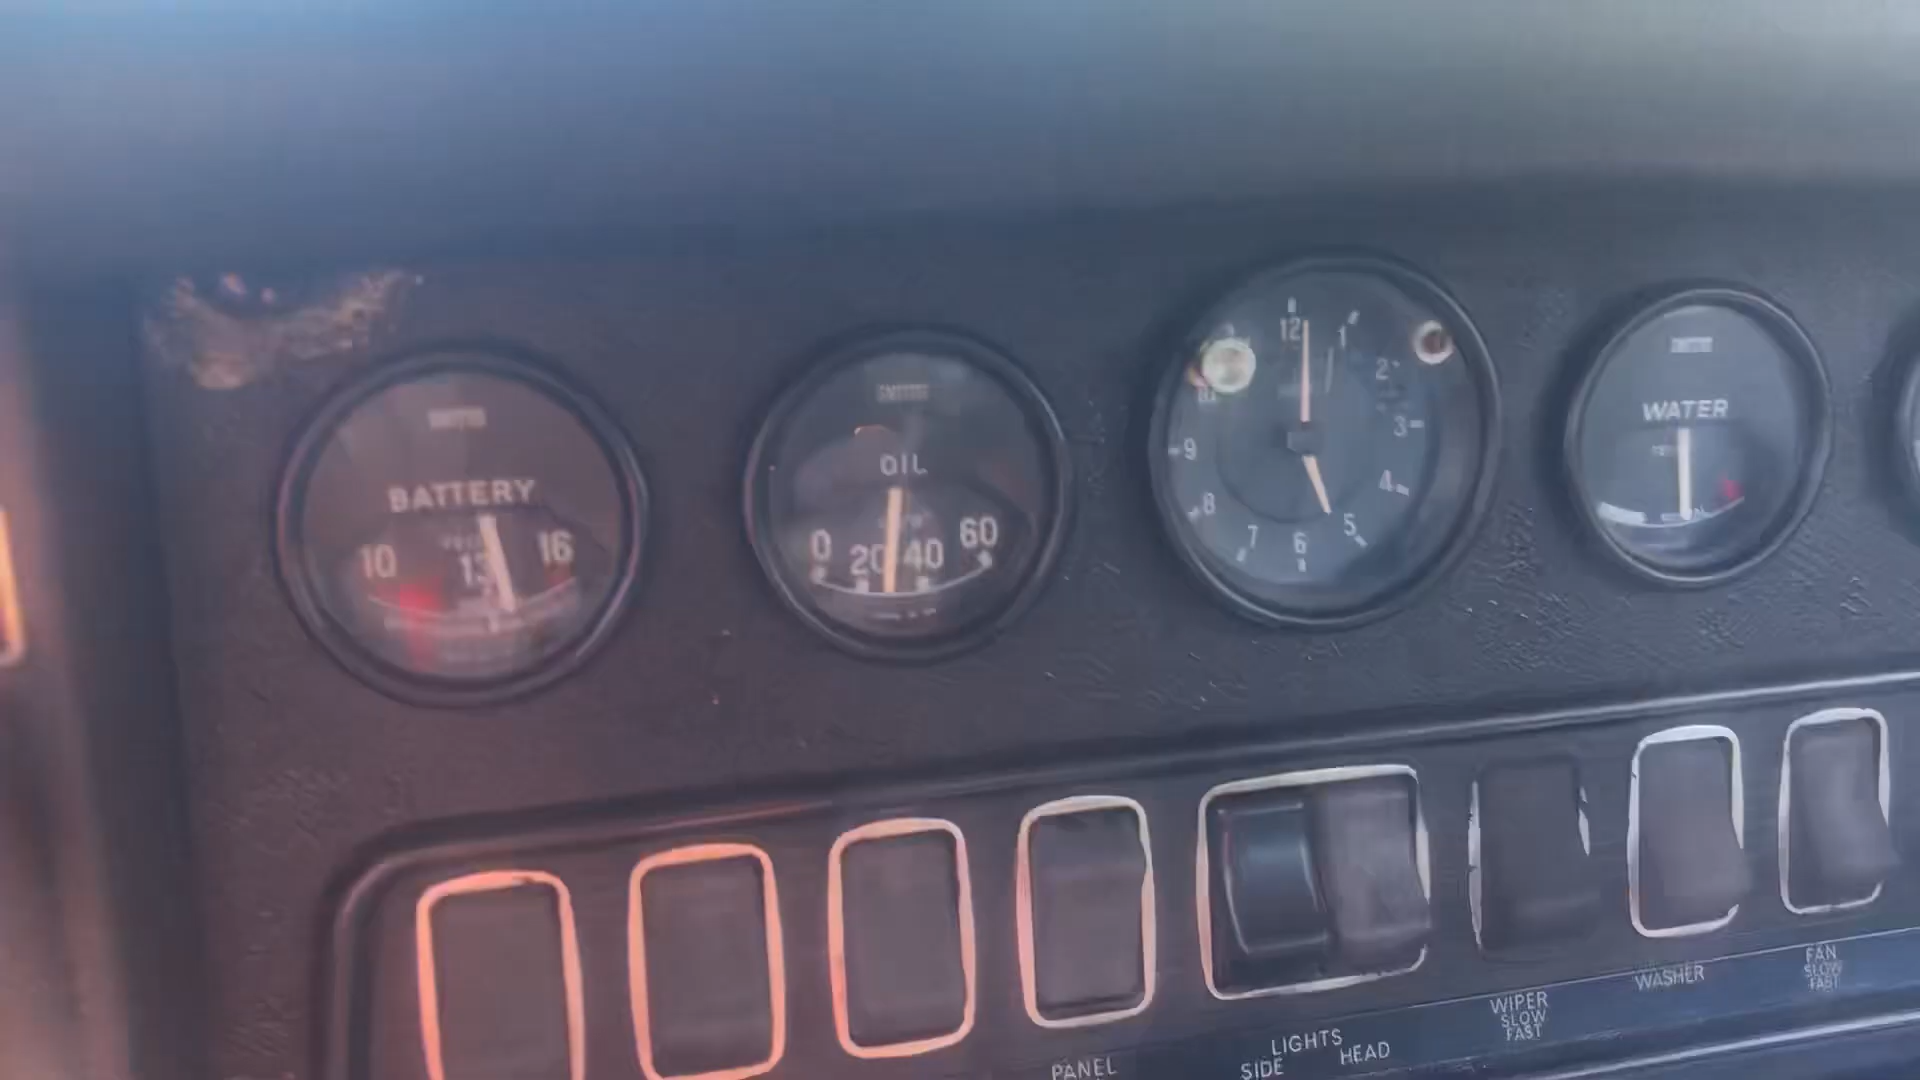 BATTERY
10 13 16
OIL
0 20 40 60
12
1
2
3
4
5
6
7
8
9
WATER
PANEL
LIGHTS
SIDE HEAD
WIPER
SLOW
FAST
WASHER
FAN
SLOW
FAST